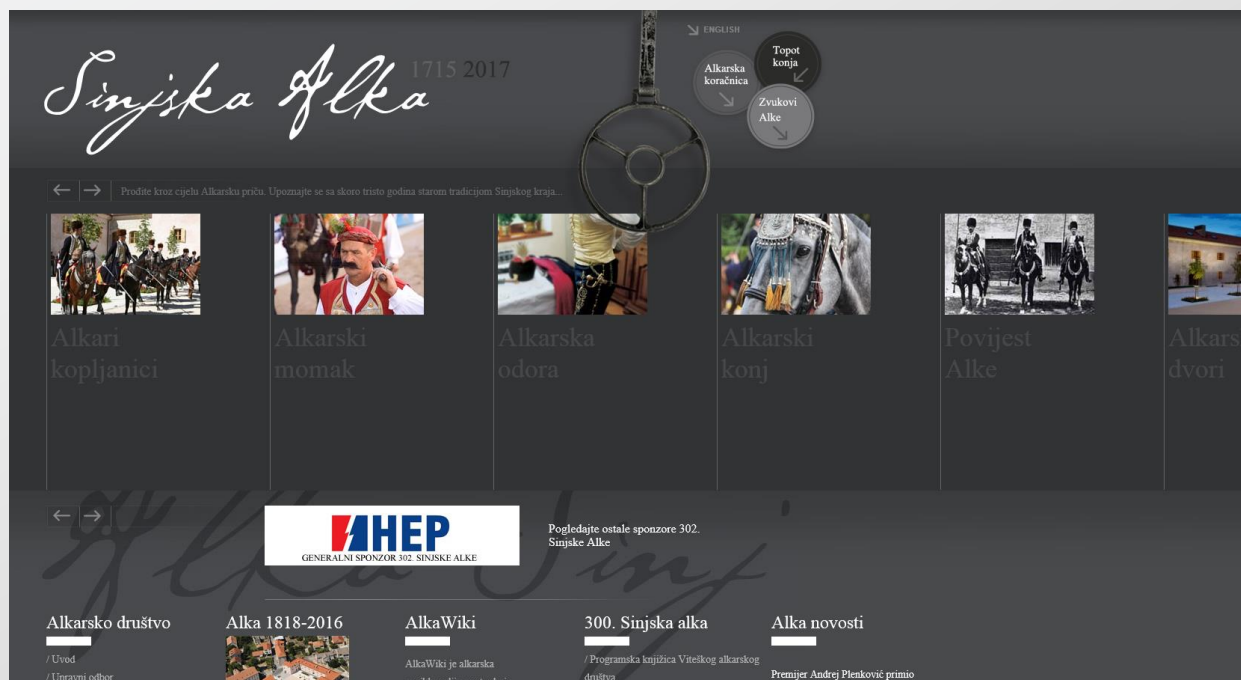 Sinjska Alka
1715 2017
ENGLISH
Topot
konja
Alkarska
koračnica
Zvukovi
Alke
Prođite kroz cijelu Alkarsku priču. Upoznajte se sa skoro tristo godina starom tradicijom Sinjskog kraja...
Alkari
kopljanici
Alkarski
momak
Alkarska
odora
Alkarski
konj
Povijest
Alke
Alkars
dvori
HEP
GENERALNI SPONZOR 302. SINJSKE ALKE
Pogledajte ostale sponzore 302.
Sinjske Alke
Alka Sinj
Alkarsko društvo
/ Uvod
/ Upravni odbor
Alka 1818-2016
AlkaWiki
AlkaWiki je alkarska
300. Sinjska alka
/ Programska knjižica Viteškog alkarskog
društva
Alka novosti
Premijer Andrej Plenković primio